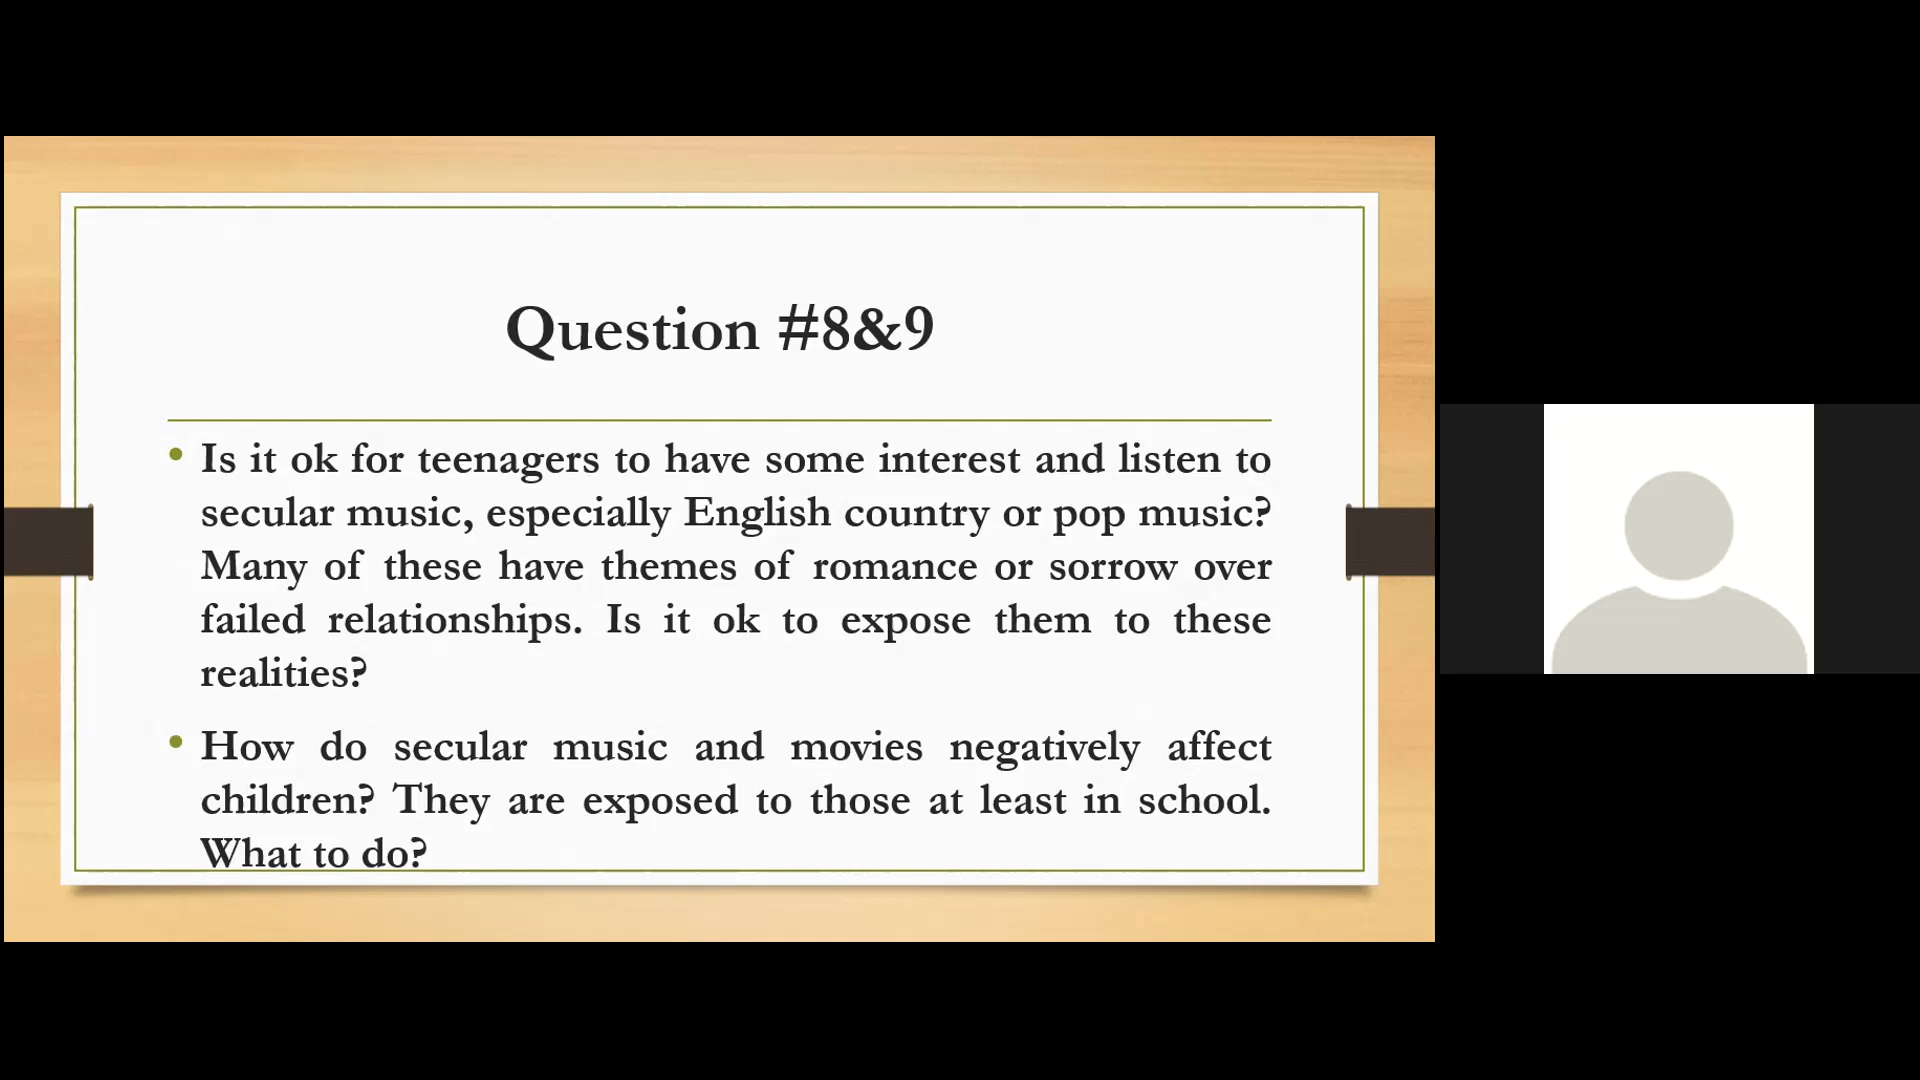 Question #8&9
• Is it ok for teenagers to have some interest and listen to
secular music, especially English country or pop music?
Many of these have themes of romance or sorrow over
failed relationships. Is it ok to expose them to these
realities?
• How do secular music and movies negatively affect
children? They are exposed to those at least in school.
What to do?